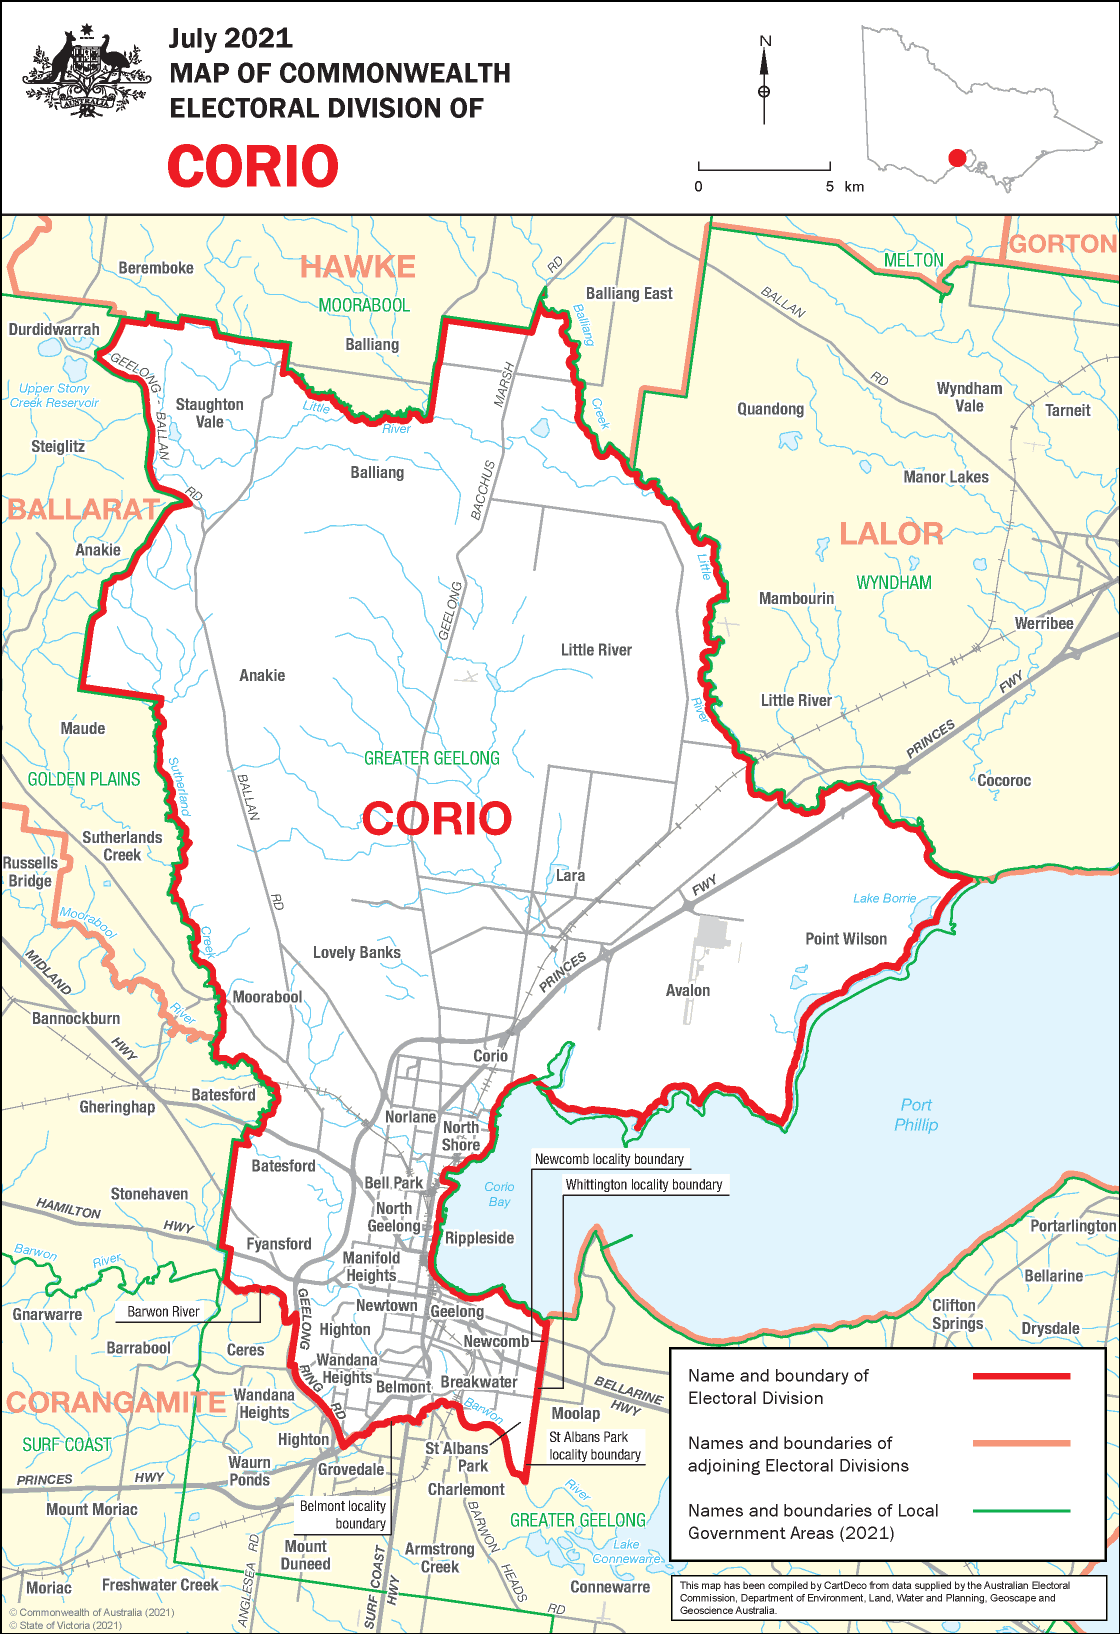 July 2021
MAP OF COMMONWEALTH
ELECTORAL DIVISION OF
CORIO
AUSTRALIA
N
0 5 km
GORTON
HAWKE
MELTON
Beremboke
RD
MOORABOOL
Balliang East
BALLAN
Durdidwarrah
Balliang
Balliang
GEELONG
MARSH
RD
Upper Stony
Creek Reservoir
Staughton
Vale
Little
River
Creek
Wyndham
Vale
Quandong
Tarneit
BALLAN
Steiglitz
Balliang
Manor Lakes
BACCHUS
RD
BALLARAT
LALOR
Anakie
Little
WYNDHAM
GEELONG
Mambourin
Werribee
Little River
Anakie
FWY
Little River
River
Maude
PRINCES
GREATER GEELONG
GOLDEN PLAINS
Sutherland
BALLAN
Cocoroc
CORIO
Sutherlands
Creek
Russells
Bridge
Lara
FWY
RD
Lake Borrie
Moorabool
Creek
Point Wilson
Lovely Banks
MIDLAND
PRINCES
Moorabool
Avalon
River
Bannockburn
HWY
Corio
Batesford
Gheringhap
Norlane
Port
Phillip
North
Shore
Newcomb locality boundary
Batesford
Bell Park
Whittington locality boundary
Stonehaven
Corio
Bay
HAMILTON
HWY
North
Geelong
Portarlington
Fyansford
Rippleside
Barwon
River
Manifold
Heights
Bellarine
Gnarwarre
Barwon River
GEELONG
Newtown
Geelong
Clifton
Springs
Drysdale
Highton
Newcomb
Barrabool
Ceres
Wandana
Heights
RING
Belmont
Breakwater
BELLARINE
HWY
CORANGAMITE
Wandana
Heights
RD
Barwon
Moolap
SURF COAST
Highton
St Albans
Park
St Albans Park
locality boundary
Waurn
Ponds
Grovedale
PRINCES
HWY
Charlemont
River
Mount Moriac
Belmont locality
boundary
BARWON
GREATER GEELONG
Mount
Duneed
Armstrong
Creek
Lake
Connewarre
ANGLESEA
RD
SURF COAST
HWY
HEADS
Moriac
Freshwater Creek
Connewarre
RD
Name and boundary of
Electoral Division
Names and boundaries of
adjoining Electoral Divisions
Names and boundaries of Local
Government Areas (2021)
This map has been compiled by CartDeco from data supplied by the Australian Electoral
Commission, Department of Environment, Land, Water and Planning, Geoscape and
Geoscience Australia.
© Commonwealth of Australia (2021)
© State of Victoria (2021)